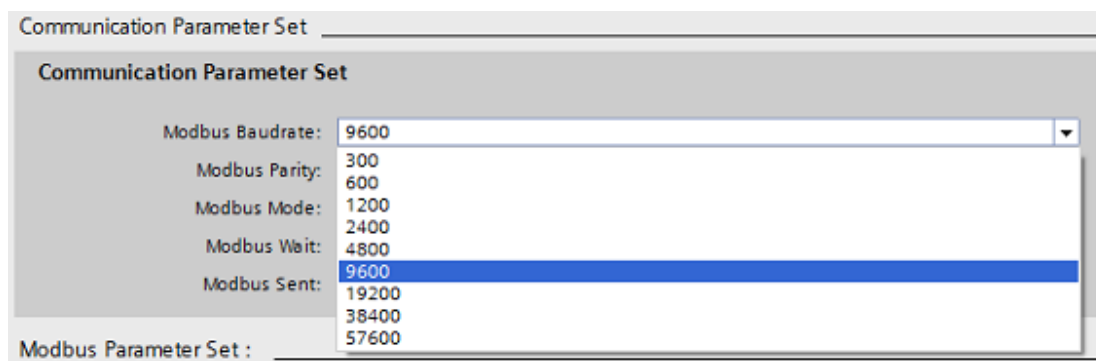 Communication Parameter Set
Communication Parameter Set
Modbus Baudrate: 9600
300
Modbus Parity:
600
Modbus Mode: 1200
2400
Modbus Wait: 4800
9600
Modbus Sent:
19200
38400
57600
Modbus Parameter Set :